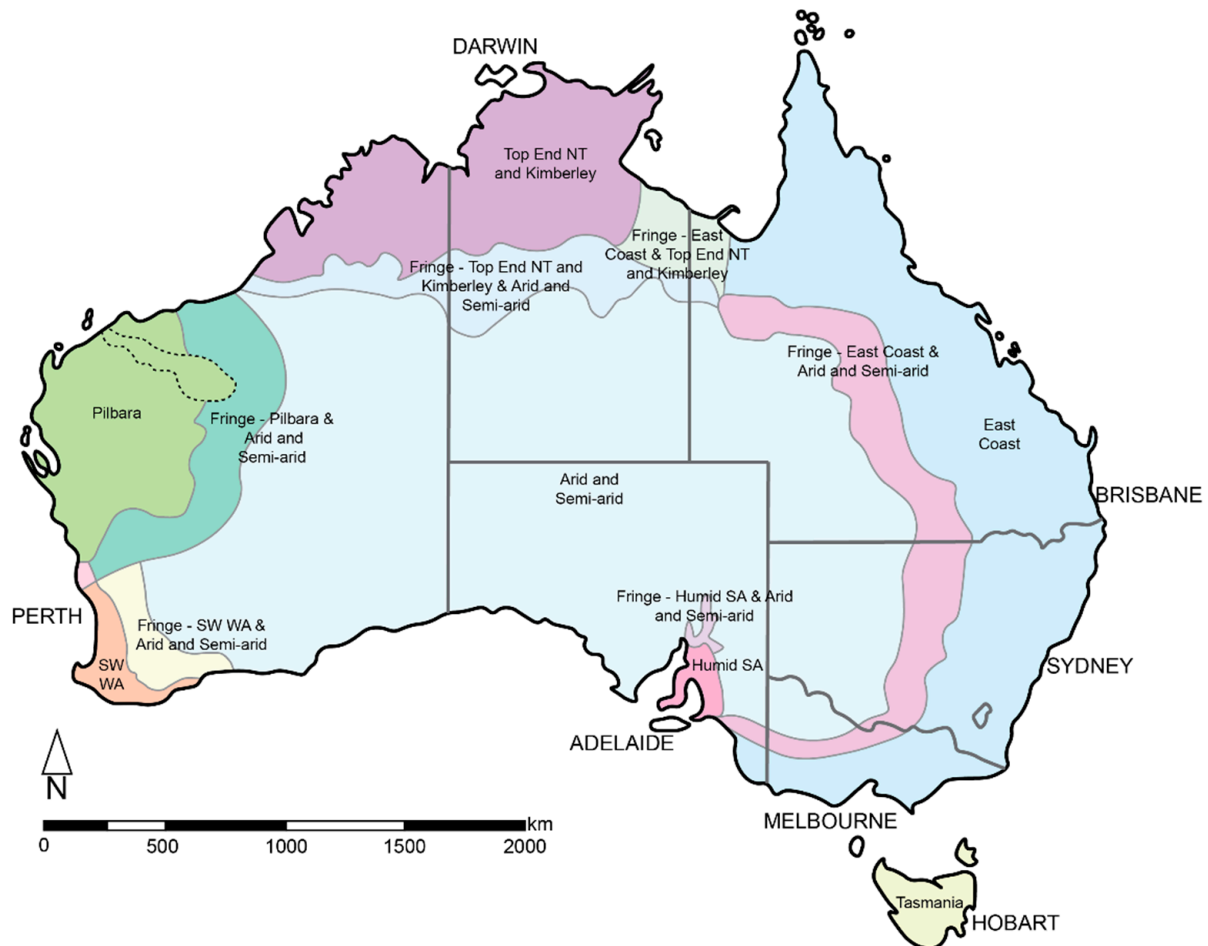 DARWIN
Top End NT
and Kimberley
Fringe - East
Coast & Top End NT
and Kimberley
Fringe - Top End NT and
Kimberley & Arid and
Semi-arid
Fringe - East Coast &
Arid and Semi-arid
Pilbara
Fringe - Pilbara &
Arid and
Semi-arid
East
Coast
Arid and
Semi-arid
BRISBANE
PERTH
Fringe - SW WA &
Arid and Semi-arid
Fringe - Humid SA & Arid
and Semi-arid
SW
WA
Humid SA
SYDNEY
ADELAIDE
N
MELBOURNE
km
0 500 1000 1500 2000
Tasmania
HOBART